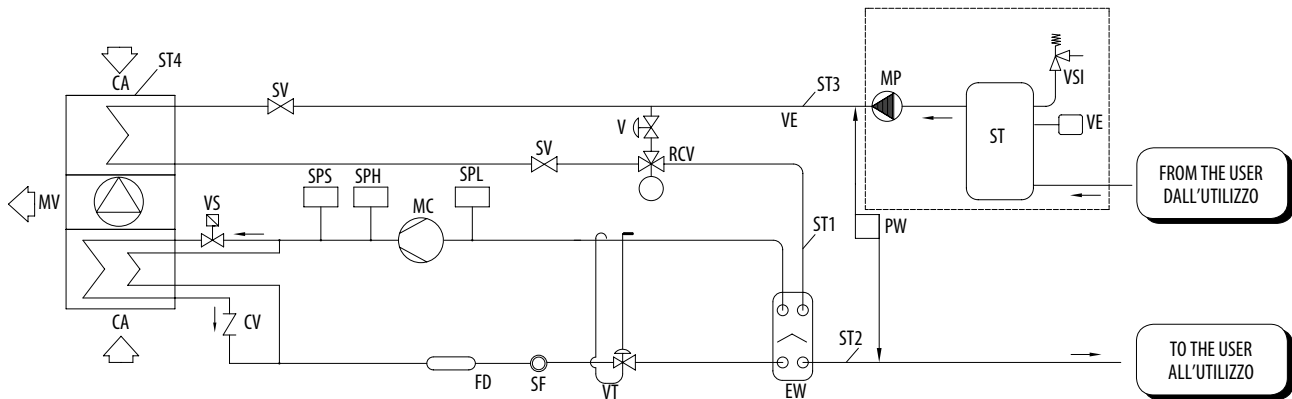 CA
ST4
SV
ST3
MP
VSI
VE
V
VE
ST
SV
RCV
FROM THE USER
DALL'UTILIZZO
MV
VS
SPS
SPH
MC
SPL
ST1
PW
CA
CV
FD
SF
VT
EW
ST2
TO THE USER
ALL'UTILIZZO